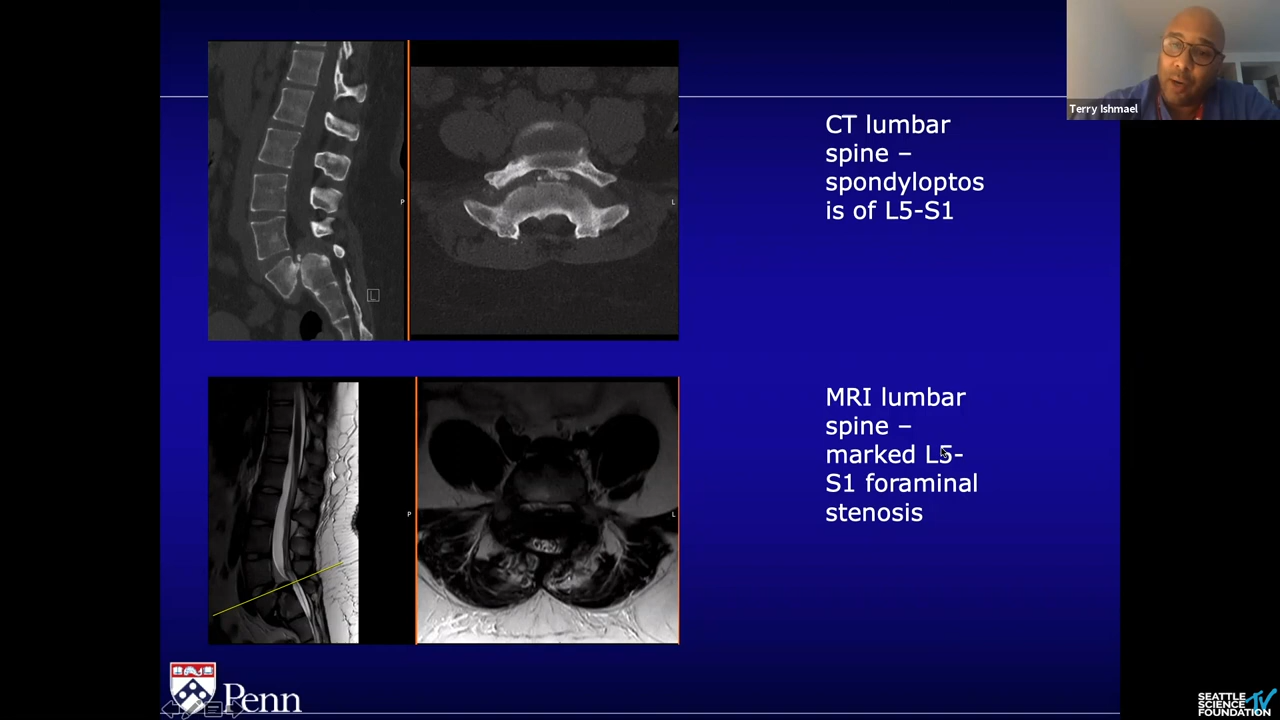 Terry Ishmael
CT lumbar
spine –
spondyloptos
is of L5-S1
P
L
L
MRI lumbar
spine –
marked L5-
S1 foraminal
stenosis
P
L
Penn
SEATTLE
SCIENCE
FOUNDATION
TV